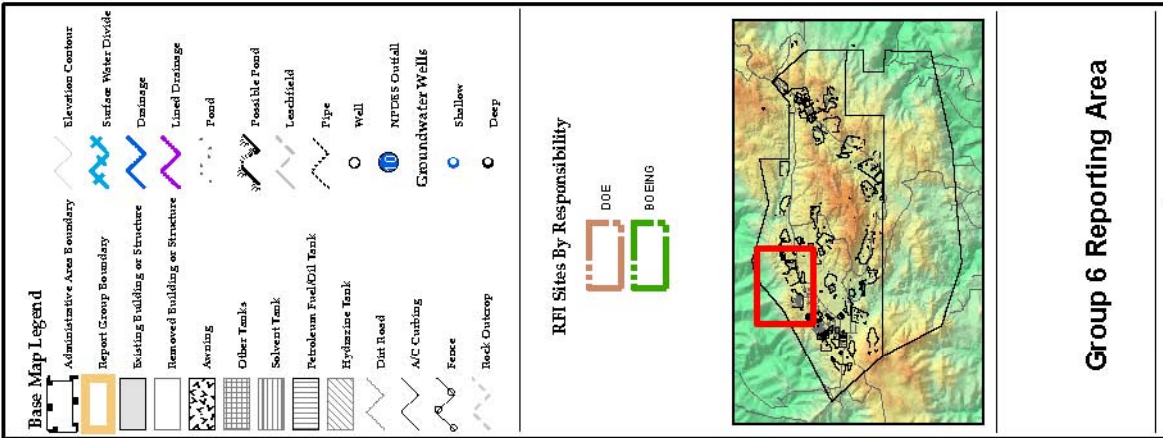 Base Map Legend
Administrative Area Boundary
Report Group Boundary
Existing Building or Structure
Removed Building or Structure
Awning
Other Tanks
Solvent Tank
Petroleum Fuel/Oil Tank
Hydrazine Tank
Dirt Road
A/C Curbing
Fence
Rock Outcrop
Elevation Contour
Surface Water Divide
Drainage
Lined Drainage
Pond
Possible Pond
Leachfield
Pipe
Well
10
NPDES Outfall
Groundwater Wells
Shallow
Deep
RFI Sites By Responsibility
DOE
BOEING
Group 6 Reporting Area